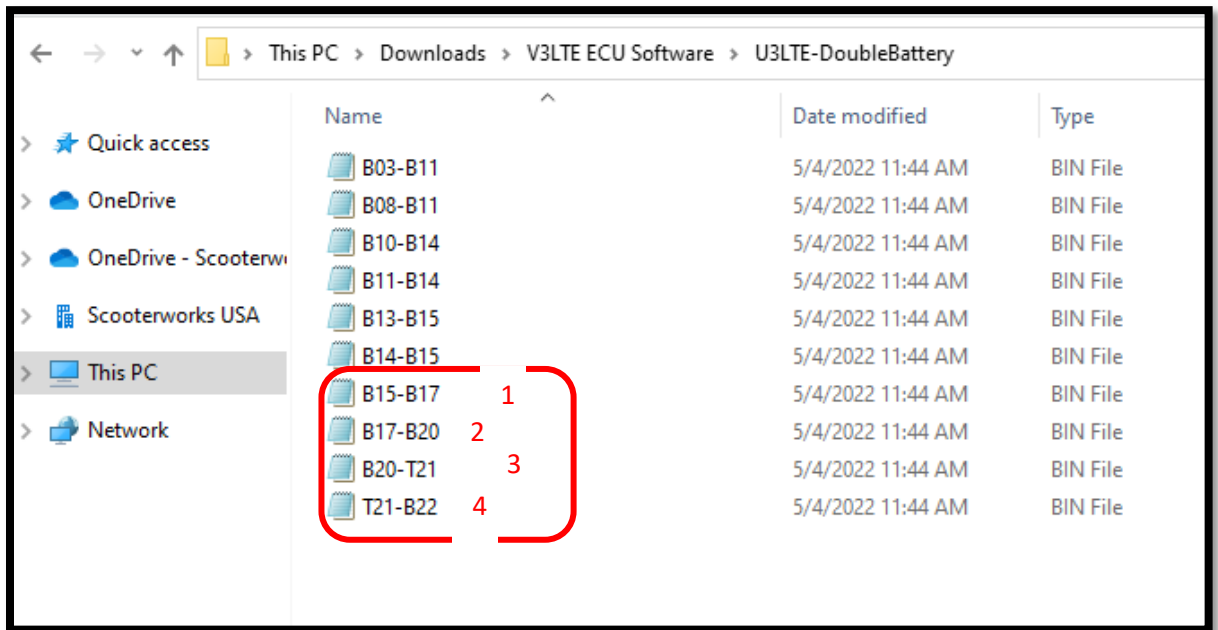 This PC > Downloads > V3LTE ECU Software > U3LTE-DoubleBattery
Name Date modified Type
Quick access
OneDrive
OneDrive - Scooterw
Scooterworks USA
This PC
Network
B03-B11 5/4/2022 11:44 AM BIN File
B08-B11 5/4/2022 11:44 AM BIN File
B10-B14 5/4/2022 11:44 AM BIN File
B11-B14 5/4/2022 11:44 AM BIN File
B13-B15 5/4/2022 11:44 AM BIN File
B14-B15 5/4/2022 11:44 AM BIN File
B15-B17 1 5/4/2022 11:44 AM BIN File
B17-B20 2 5/4/2022 11:44 AM BIN File
B20-T21 3 5/4/2022 11:44 AM BIN File
T21-B22 4 5/4/2022 11:44 AM BIN File